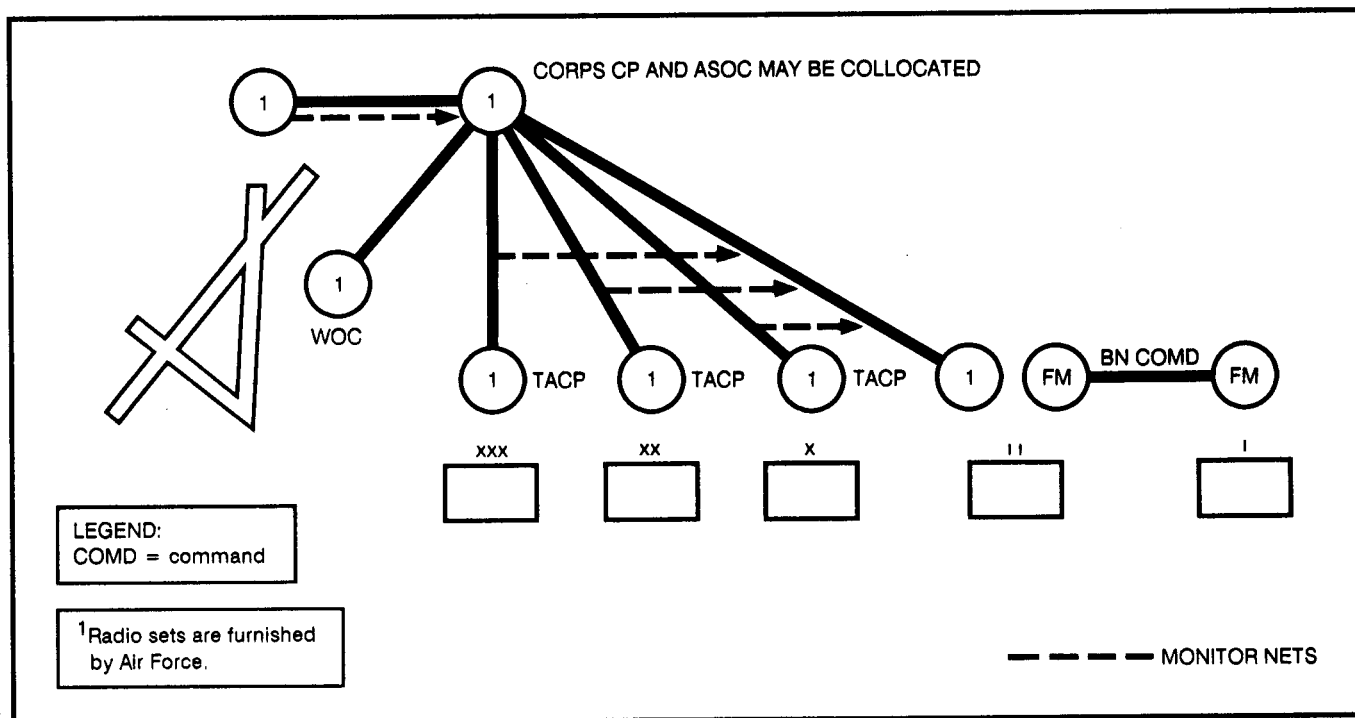 CORPS CP AND ASOC MAY BE COLLOCATED
1
1
1
WOC
1 TACP
1 TACP
1 TACP
1
FM
BN COMD
FM
xxx
xx
x
I I
I
LEGEND:
COMD = command
1Radio sets are furnished
by Air Force.
MONITOR NETS